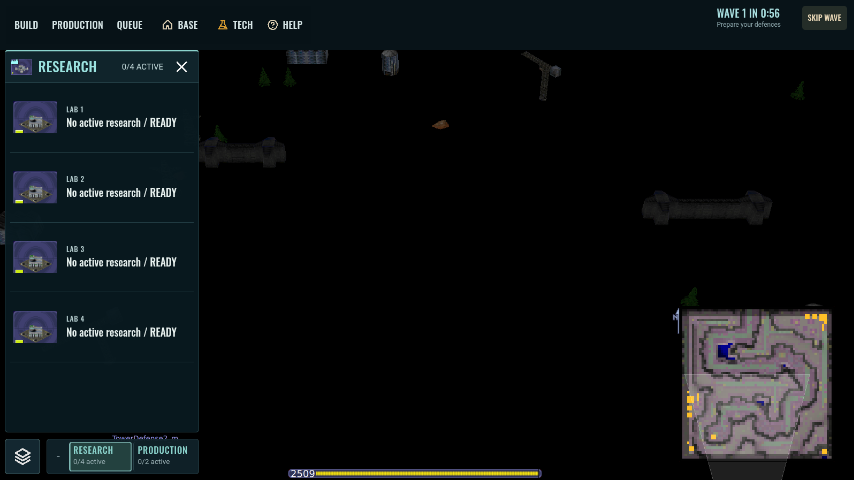 BUILD PRODUCTION QUEUE BASE TECH HELP
WAVE 1 IN 0:56
Prepare your defences
SKIP WAVE
RESEARCH 0/4 ACTIVE
LAB 1
No active research / READY
LAB 2
No active research / READY
LAB 3
No active research / READY
LAB 4
No active research / READY
RESEARCH
0/4 active
PRODUCTION
0/2 active
2509